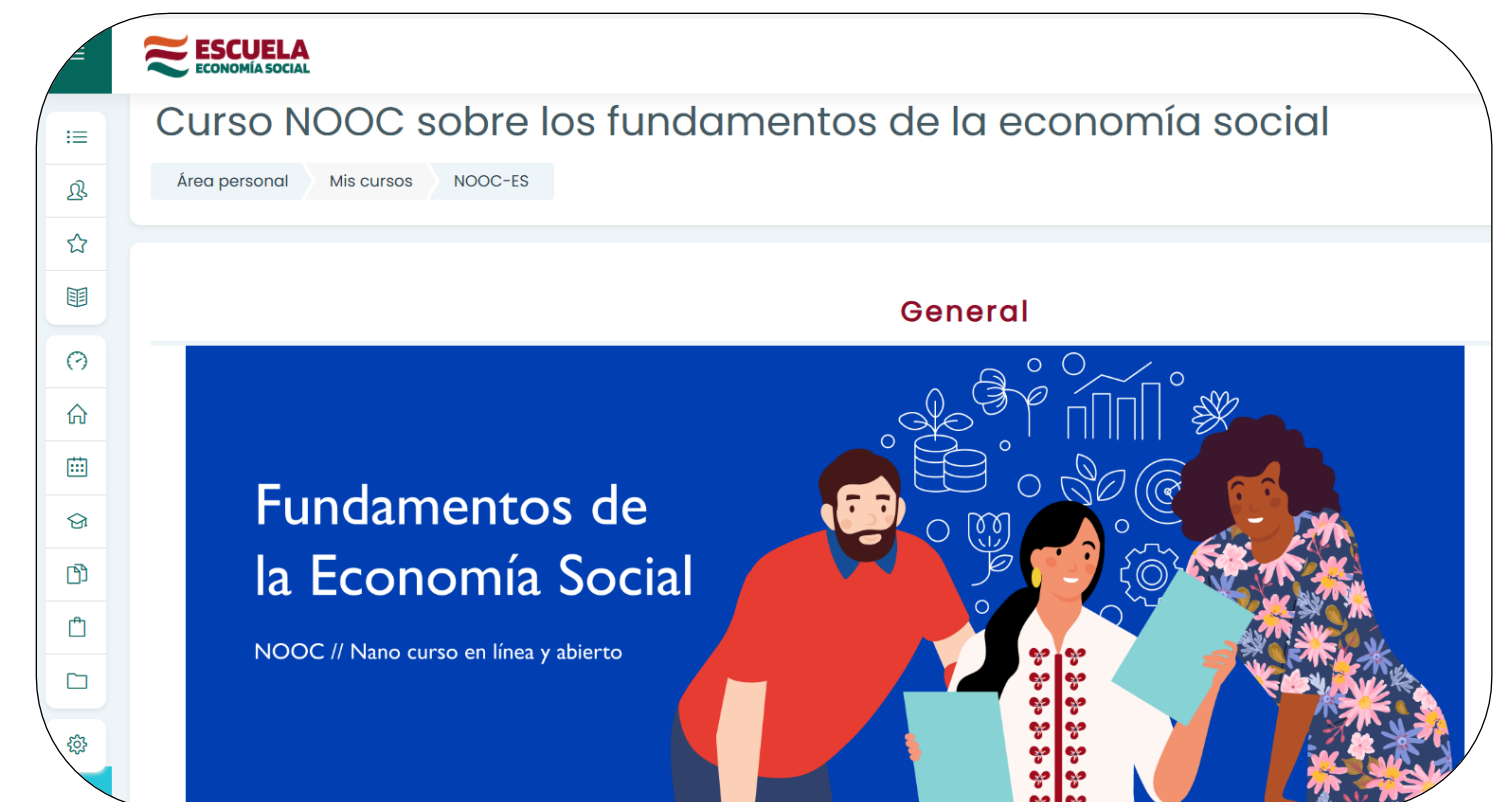 ESCUELA
ECONOMÍA SOCIAL
Curso NOOC sobre los fundamentos de la economía social
Área personal Mis cursos NOOC-ES
General
Fundamentos de
la Economía Social
NOOC // Nano curso en línea y abierto